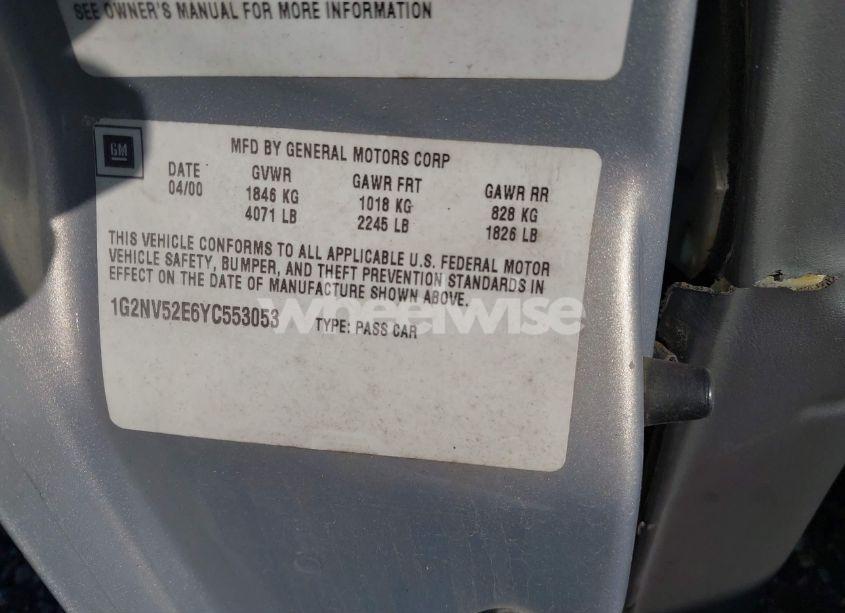 SEE OWNER'S MANUAL FOR MORE INFORMATION
GM
MFD BY GENERAL MOTORS CORP
DATE GVWR GAWR FRT GAWR RR
04/00 1846 KG 1018 KG 828 KG
4071 LB 2245 LB 1826 LB
THIS VEHICLE CONFORMS TO ALL APPLICABLE U.S. FEDERAL MOTOR
VEHICLE SAFETY, BUMPER, AND THEFT PREVENTION STANDARDS IN
EFFECT ON THE DATE OF MANUFACTURE SHOWN ABOVE.
1G2NV52E6YC553053 TYPE: PASS CAR
wheelwise